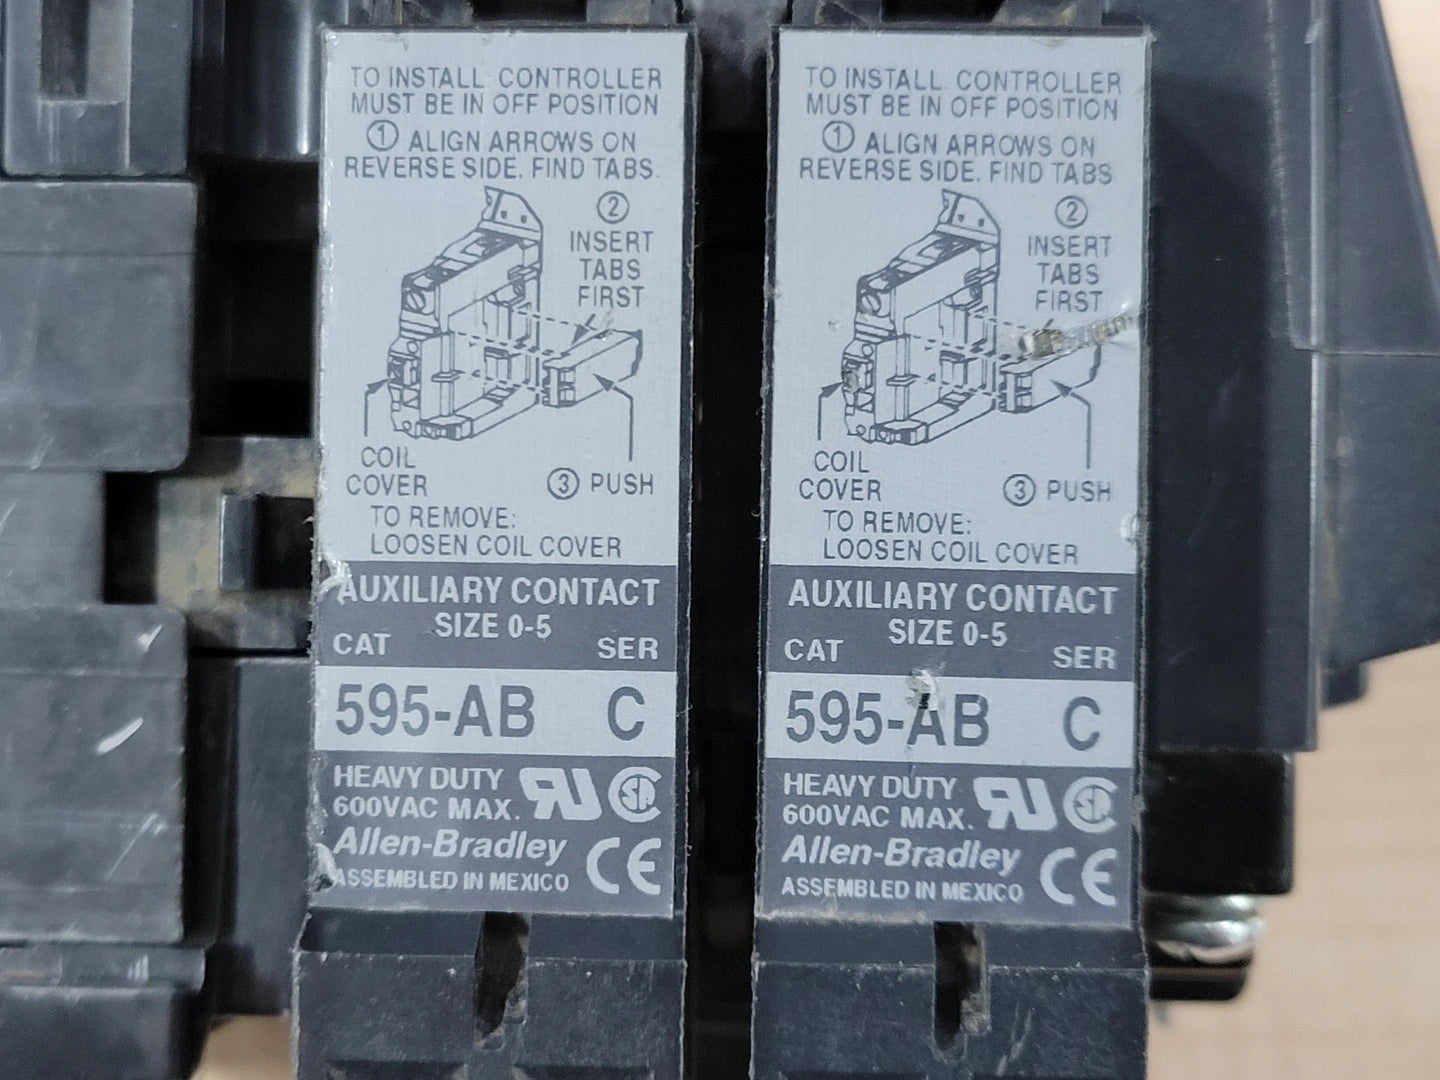 TO INSTALL CONTROLLER
MUST BE IN OFF POSITION
① ALIGN ARROWS ON
REVERSE SIDE. FIND TABS.
②
INSERT
TABS
FIRST
COIL
COVER
③ PUSH
TO REMOVE:
LOOSEN COIL COVER
AUXILIARY CONTACT
SIZE 0-5
CAT SER
595-AB C
HEAVY DUTY
600VAC MAX.
RU
SA
Allen-Bradley
CE
ASSEMBLED IN MEXICO
TO INSTALL CONTROLLER
MUST BE IN OFF POSITION
① ALIGN ARROWS ON
REVERSE SIDE. FIND TABS
②
INSERT
TABS
FIRST
COIL
COVER
③ PUSH
TO REMOVE:
LOOSEN COIL COVER
AUXILIARY CONTACT
SIZE 0-5
CAT SER
595-AB C
HEAVY DUTY
600VAC MAX.
RU
SA
Allen-Bradley
CE
ASSEMBLED IN MEXICO